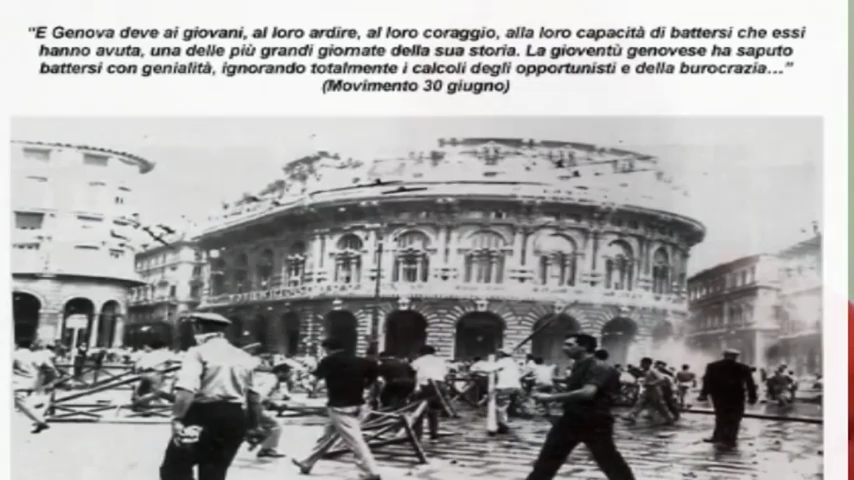 "E Genova deve ai giovani, al loro ardire, al loro coraggio, alla loro capacità di battersi che essi
hanno avuta, una delle più grandi giornate della sua storia. La gioventù genovese ha saputo
battersi con genialità, ignorando totalmente i calcoli degli opportunisti e della burocrazia..."
(Movimento 30 giugno)